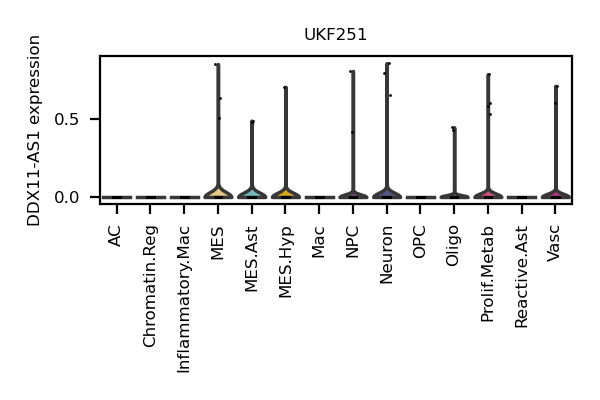 UKF251
DDX11-AS1 expression
0.5
0.0
AC
Chromatin.Reg
Inflammatory.Mac
MES
MES.Ast
MES.Hyp
Mac
NPC
Neuron
OPC
Oligo
Prolif.Metab
Reactive.Ast
Vasc